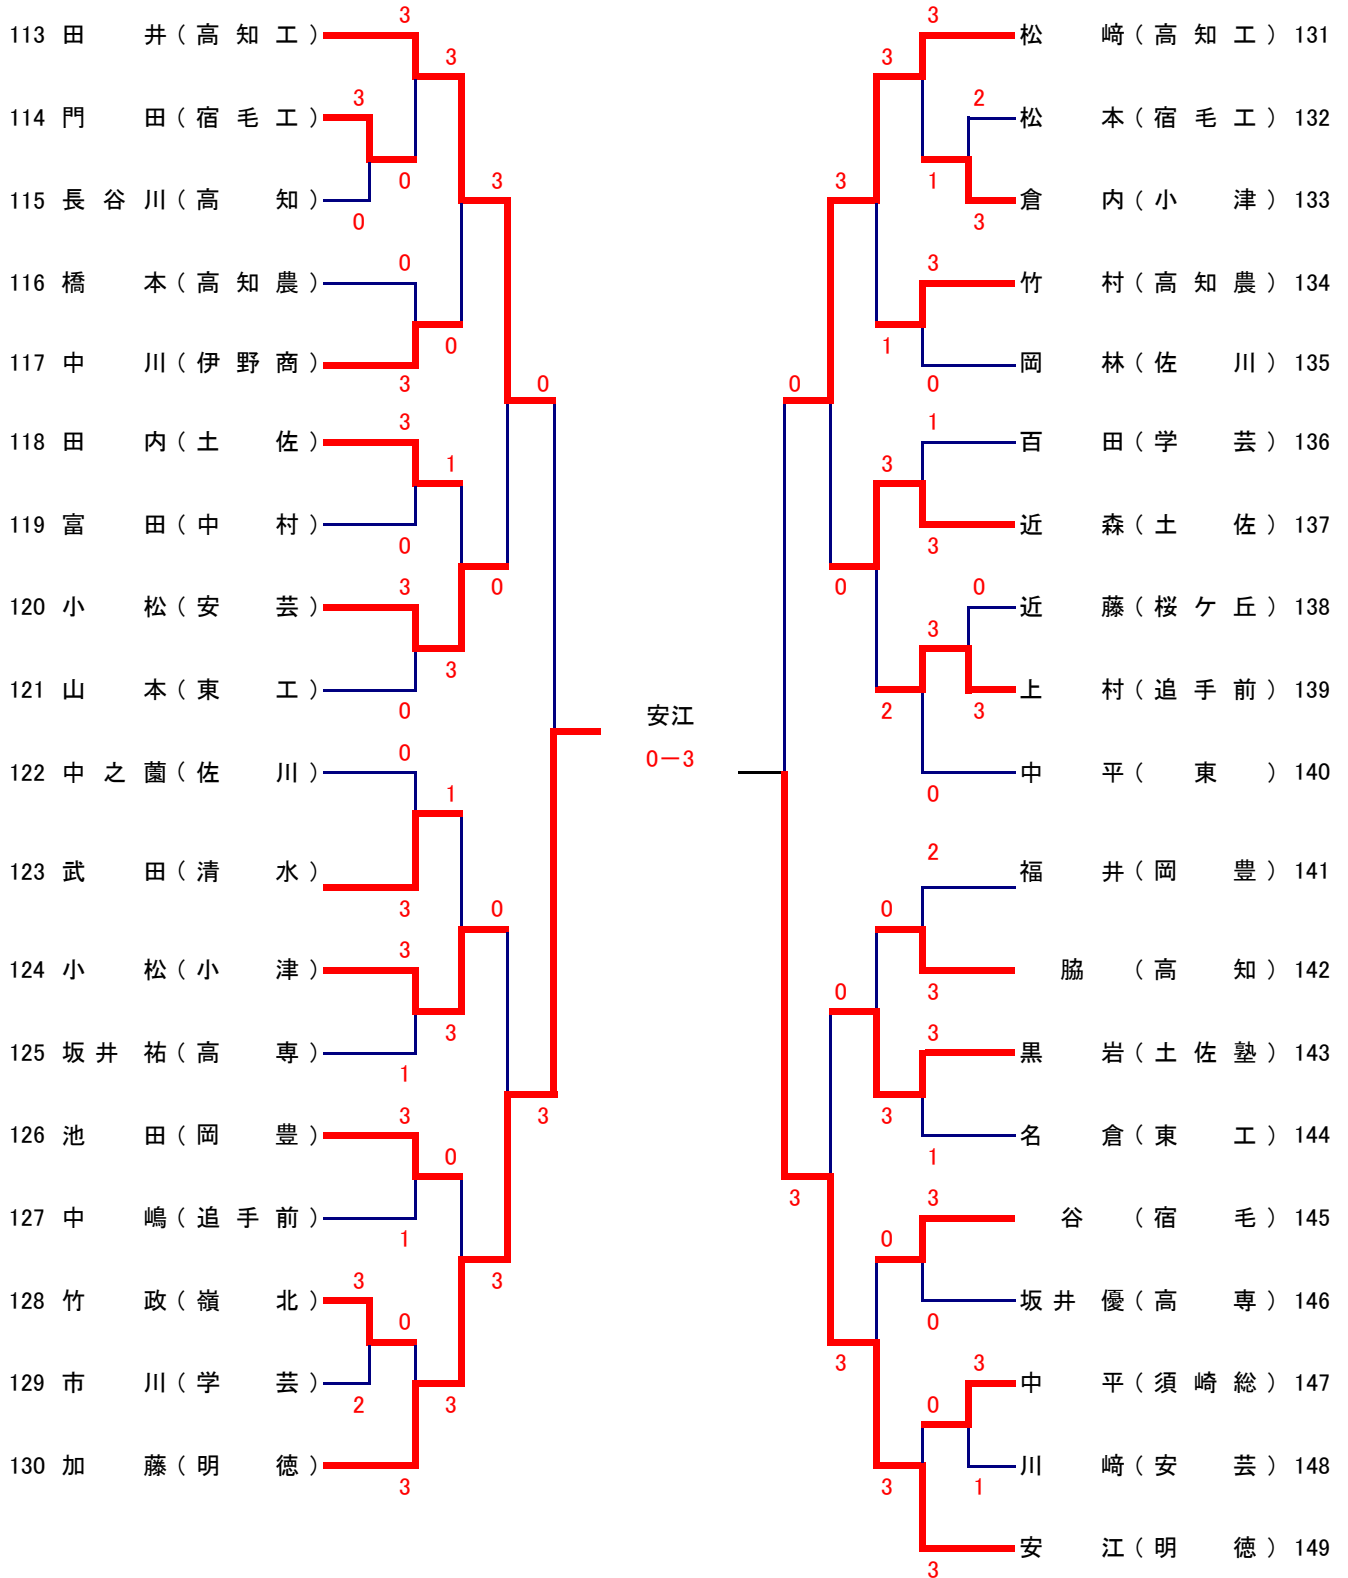 113 田 井 ( 高 知 工 )
3
3
114 門 田 ( 宿 毛 工 )
3
0
115 長 谷 川 ( 高 知 )
0
3
116 橋 本 ( 高 知 農 )
0
0
117 中 川 ( 伊 野 商 )
3
0
118 田 内 ( 土 佐 )
3
1
119 富 田 ( 中 村 )
0
0
120 小 松 ( 安 芸 )
3
3
121 山 本 ( 東 工 )
0
122 中 之 薗 ( 佐 川 )
0
1
123 武 田 ( 清 水 )
3
0
124 小 松 ( 小 津 )
3
3
125 坂 井 祐 ( 高 専 )
1
3
126 池 田 ( 岡 豊 )
3
0
127 中 嶋 ( 追 手 前 )
1
3
128 竹 政 ( 嶺 北 )
3
0
129 市 川 ( 学 芸 )
2
3
130 加 藤 ( 明 徳 )
3
安江
0－3
松 﨑 ( 高 知 工 ) 131
3
3
松 本 ( 宿 毛 工 ) 132
2
1
倉 内 ( 小 津 ) 133
3
3
竹 村 ( 高 知 農 ) 134
3
1
岡 林 ( 佐 川 ) 135
0
0
百 田 ( 学 芸 ) 136
1
3
近 森 ( 土 佐 ) 137
3
0
近 藤 ( 桜 ケ 丘 ) 138
0
3
上 村 ( 追 手 前 ) 139
3
2
中 平 ( 東 ) 140
0
福 井 ( 岡 豊 ) 141
2
0
脇 ( 高 知 ) 142
3
0
黒 岩 ( 土 佐 塾 ) 143
3
3
名 倉 ( 東 工 ) 144
1
3
谷 ( 宿 毛 ) 145
3
0
坂 井 優 ( 高 専 ) 146
0
3
中 平 ( 須 崎 総 ) 147
3
0
川 﨑 ( 安 芸 ) 148
1
3
安 江 ( 明 徳 ) 149
3